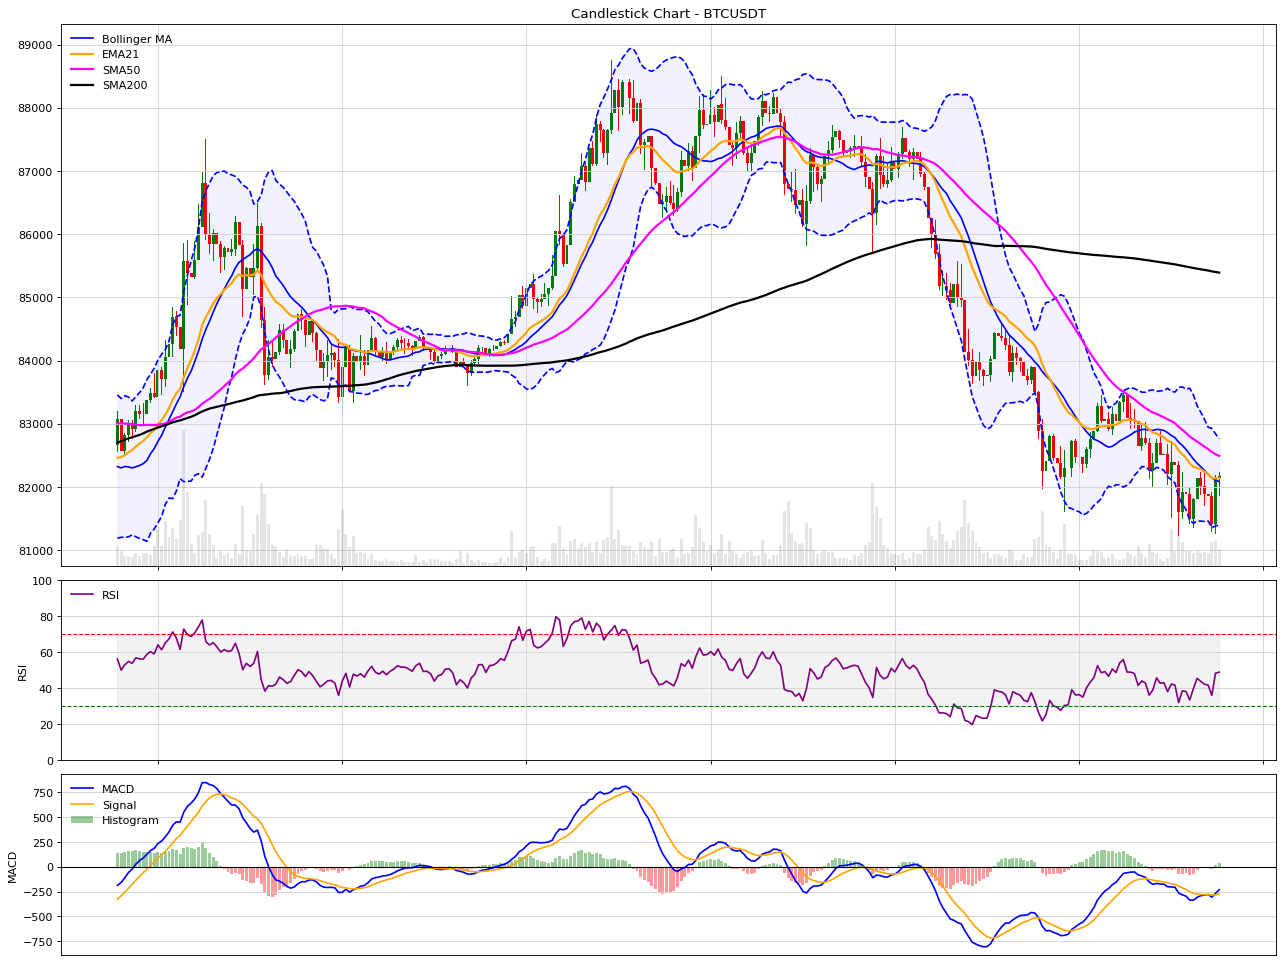 Candlestick Chart - BTCUSDT
Bollinger MA
EMA21
SMA50
SMA200
89000
88000
87000
86000
85000
84000
83000
82000
81000
RSI
100
80
60
40
20
0
RSI
MACD
Signal
Histogram
750
500
250
0
−250
−500
−750
MACD